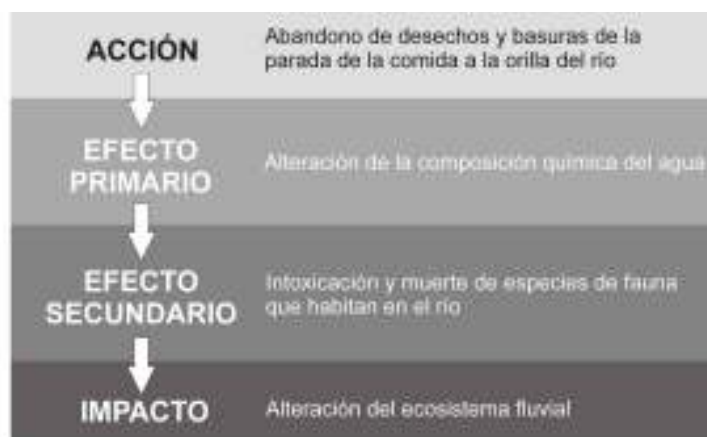 ACCIÓN
Abandono de desechos y basuras de la
parada de la comida a la orilla del río
EFECTO
PRIMARIO
Alteración de la composición química del agua
EFECTO
SECUNDARIO
Intoxicación y muerte de especies de fauna
que habitan en el río
IMPACTO
Alteración del ecosistema fluvial